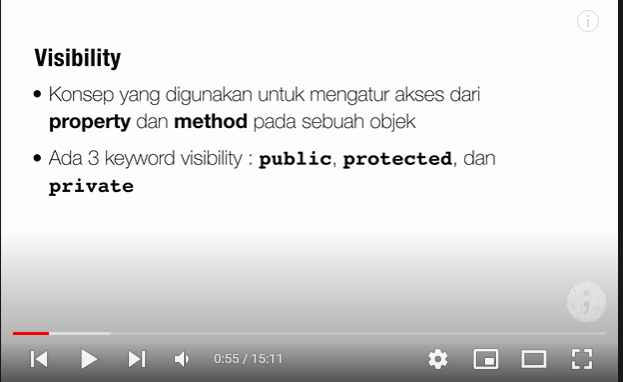 Visibility
• Konsep yang digunakan untuk mengatur akses dari
property dan method pada sebuah objek
• Ada 3 keyword visibility : public, protected, dan
private
0:55 / 15:11